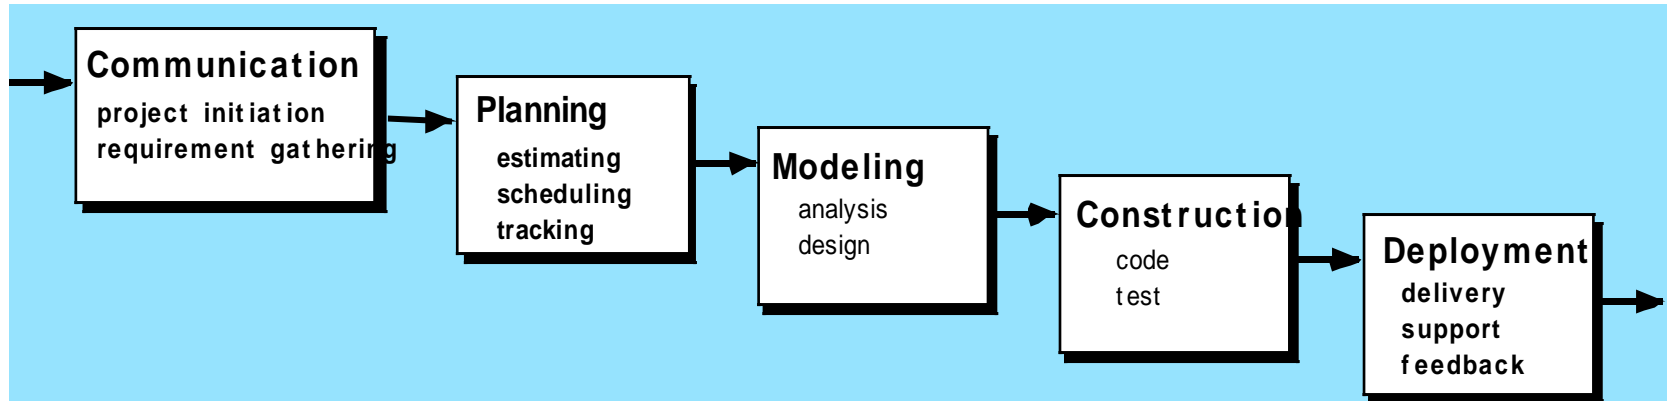 Communication
project initiation
requirement gathering
Planning
estimating
scheduling
tracking
Modeling
analysis
design
Construction
code
test
Deployment
delivery
support
feedback